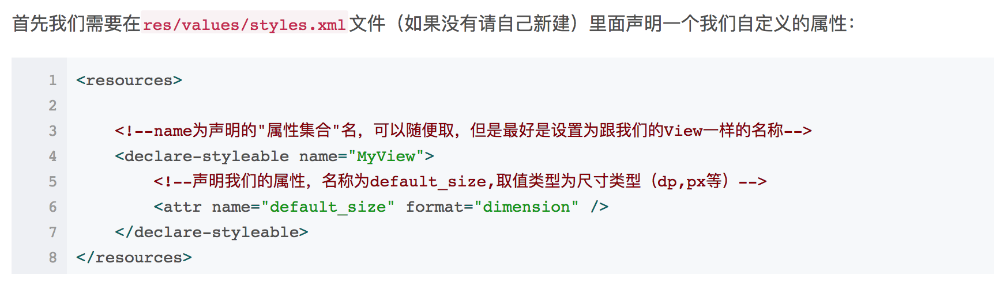 首先我们需要在res/values/styles.xml文件（如果没有请自己新建）里面声明一个我们自定义的属性：
1 <resources>
2
3     <!--name为声明的"属性集合"名，可以随便取，但是最好是设置为跟我们的View一样的名称-->
4     <declare-styleable name="MyView">
5         <!--声明我们的属性，名称为default_size,取值类型为尺寸类型（dp,px等）-->
6         <attr name="default_size" format="dimension" />
7     </declare-styleable>
8 </resources>